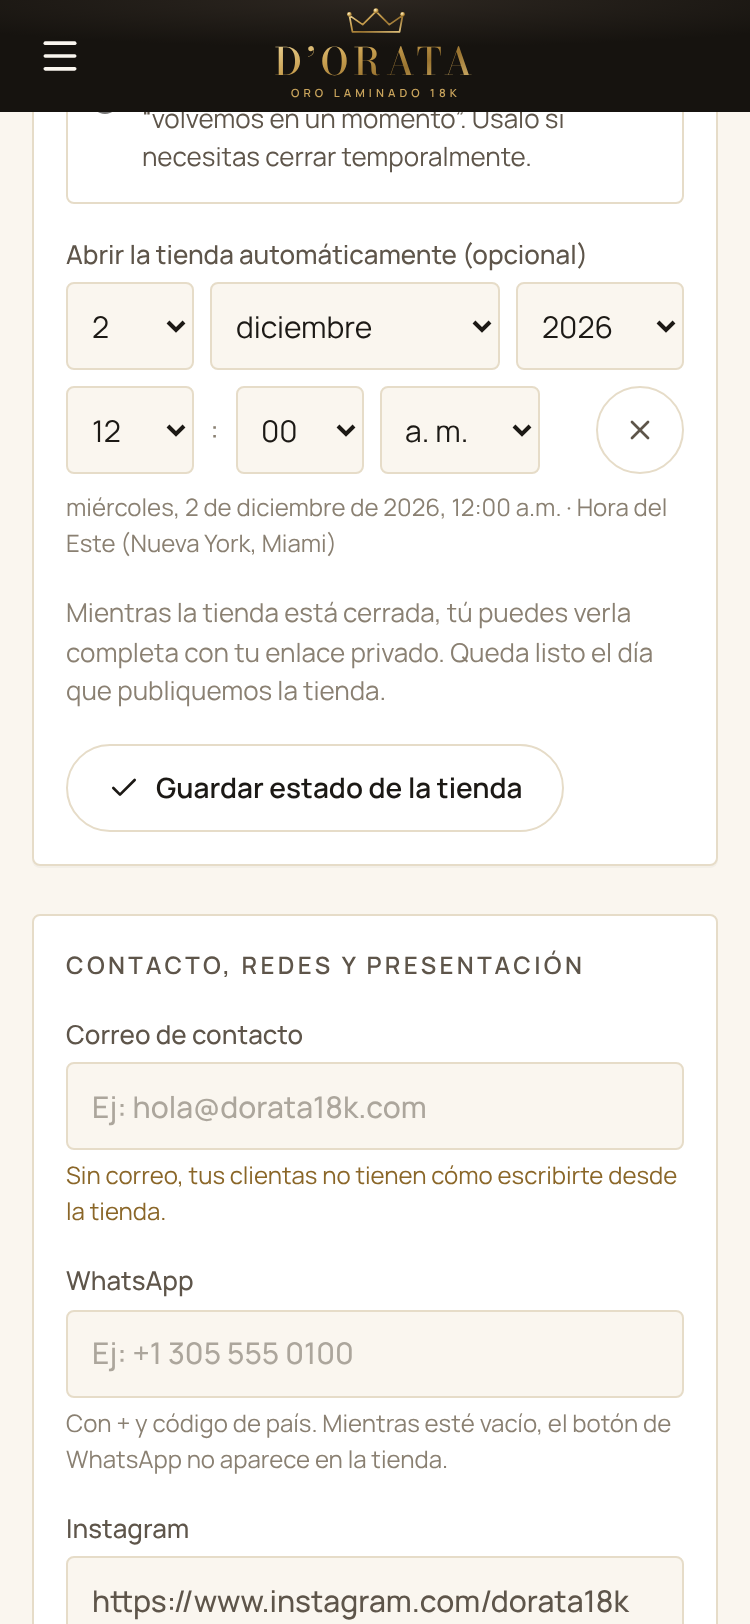 D’ORATA
ORO LAMINADO 18K
“volvemos en un momento”. Úsalo si
necesitas cerrar temporalmente.
Abrir la tienda automáticamente (opcional)
2 diciembre 2026
12 : 00 a. m.
miércoles, 2 de diciembre de 2026, 12:00 a.m. · Hora del
Este (Nueva York, Miami)
Mientras la tienda está cerrada, tú puedes verla
completa con tu enlace privado. Queda listo el día
que publiquemos la tienda.
Guardar estado de la tienda
CONTACTO, REDES Y PRESENTACIÓN
Correo de contacto
Ej: hola@dorata18k.com
Sin correo, tus clientas no tienen cómo escribirte desde
la tienda.
WhatsApp
Ej: +1 305 555 0100
Con + y código de país. Mientras esté vacío, el botón de
WhatsApp no aparece en la tienda.
Instagram
https://www.instagram.com/dorata18k